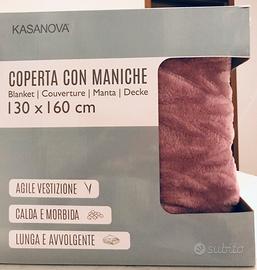 KASANOVA
COPERTA CON MANICHE
Blanket | Couverture | Manta | Decke
130 x 160 cm
AGILE VESTIZIONE
CALDA E MORBIDA
LUNGA E AVVOLGENTE
subito